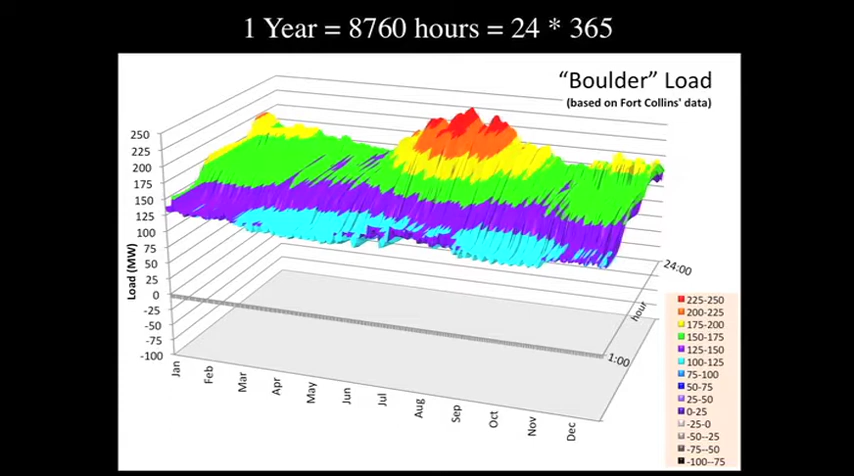 1 Year = 8760 hours = 24 * 365
“Boulder” Load
(based on Fort Collins' data)
250
225
200
175
150
125
100
75
50
25
0
-25
-50
-75
-100
Load (MW)
Jan
Feb
Mar
Apr
May
Jun
Jul
Aug
Sep
Oct
Nov
Dec
24:00
hour
1:00
225-250
200-225
175-200
150-175
125-150
100-125
75-100
50-75
25-50
0-25
-25-0
-50--25
-75--50
-100--75